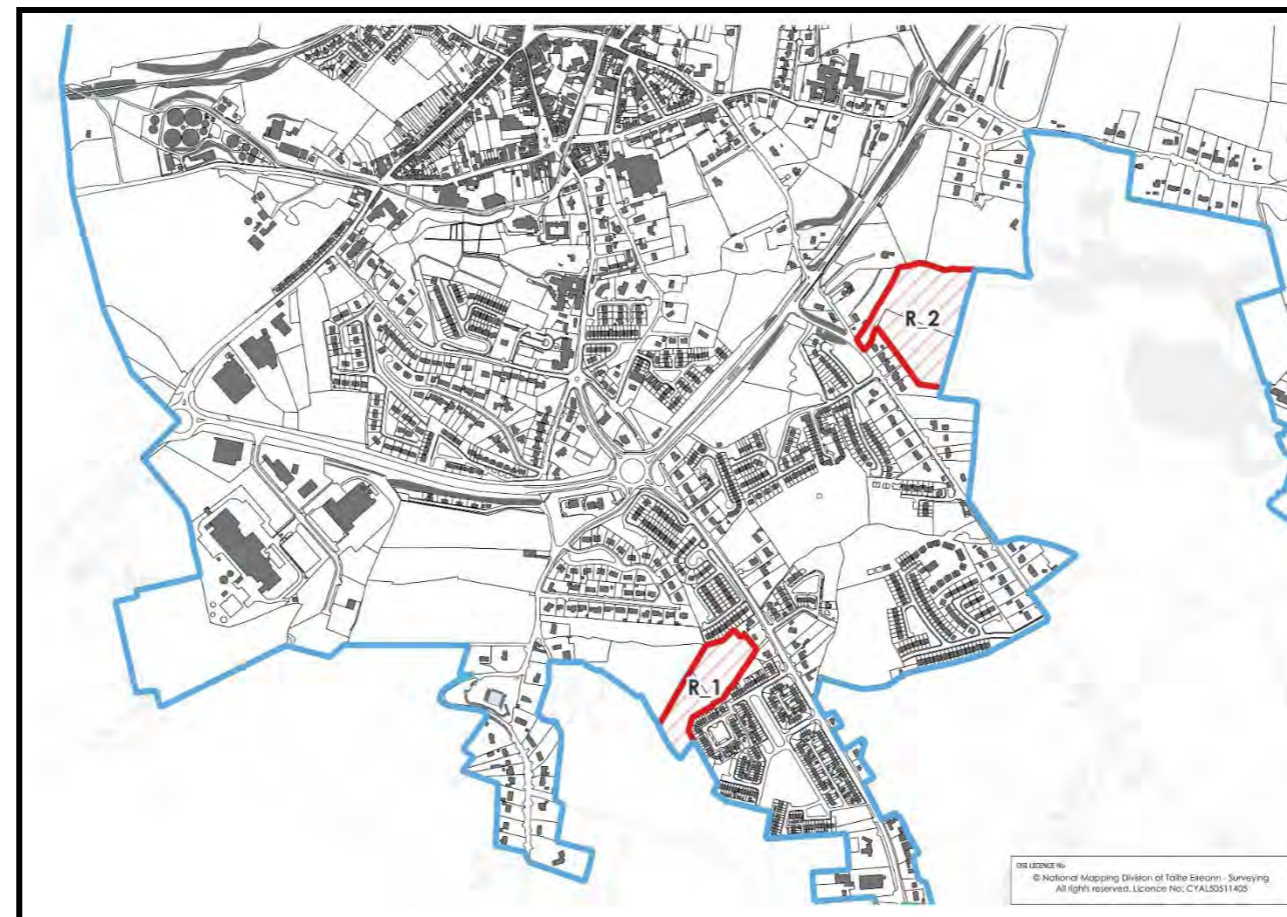 R_2
R_1
OSI LICENCE No
© National Mapping Division of Tailte Eireann - Surveying
All rights reserved. Licence No: CYAL50511405